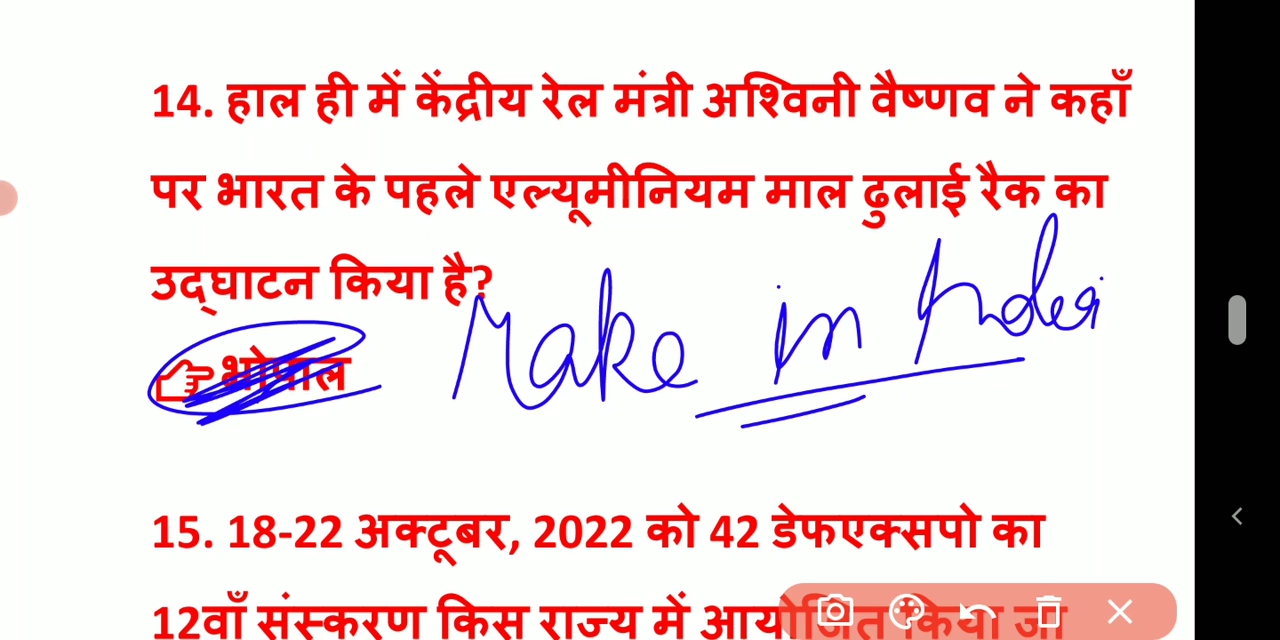 14. हाल ही में केंद्रीय रेल मंत्री अश्विनी वैष्णव ने कहाँ
पर भारत के पहले एल्यूमीनियम माल ढुलाई रैक का
उद्घाटन किया है?
भोपाल
Make in India
15. 18-22 अक्टूबर, 2022 को 42 डेफएक्सपो का
12वाँ संस्करण किस राज्य में आयोजित किया जा